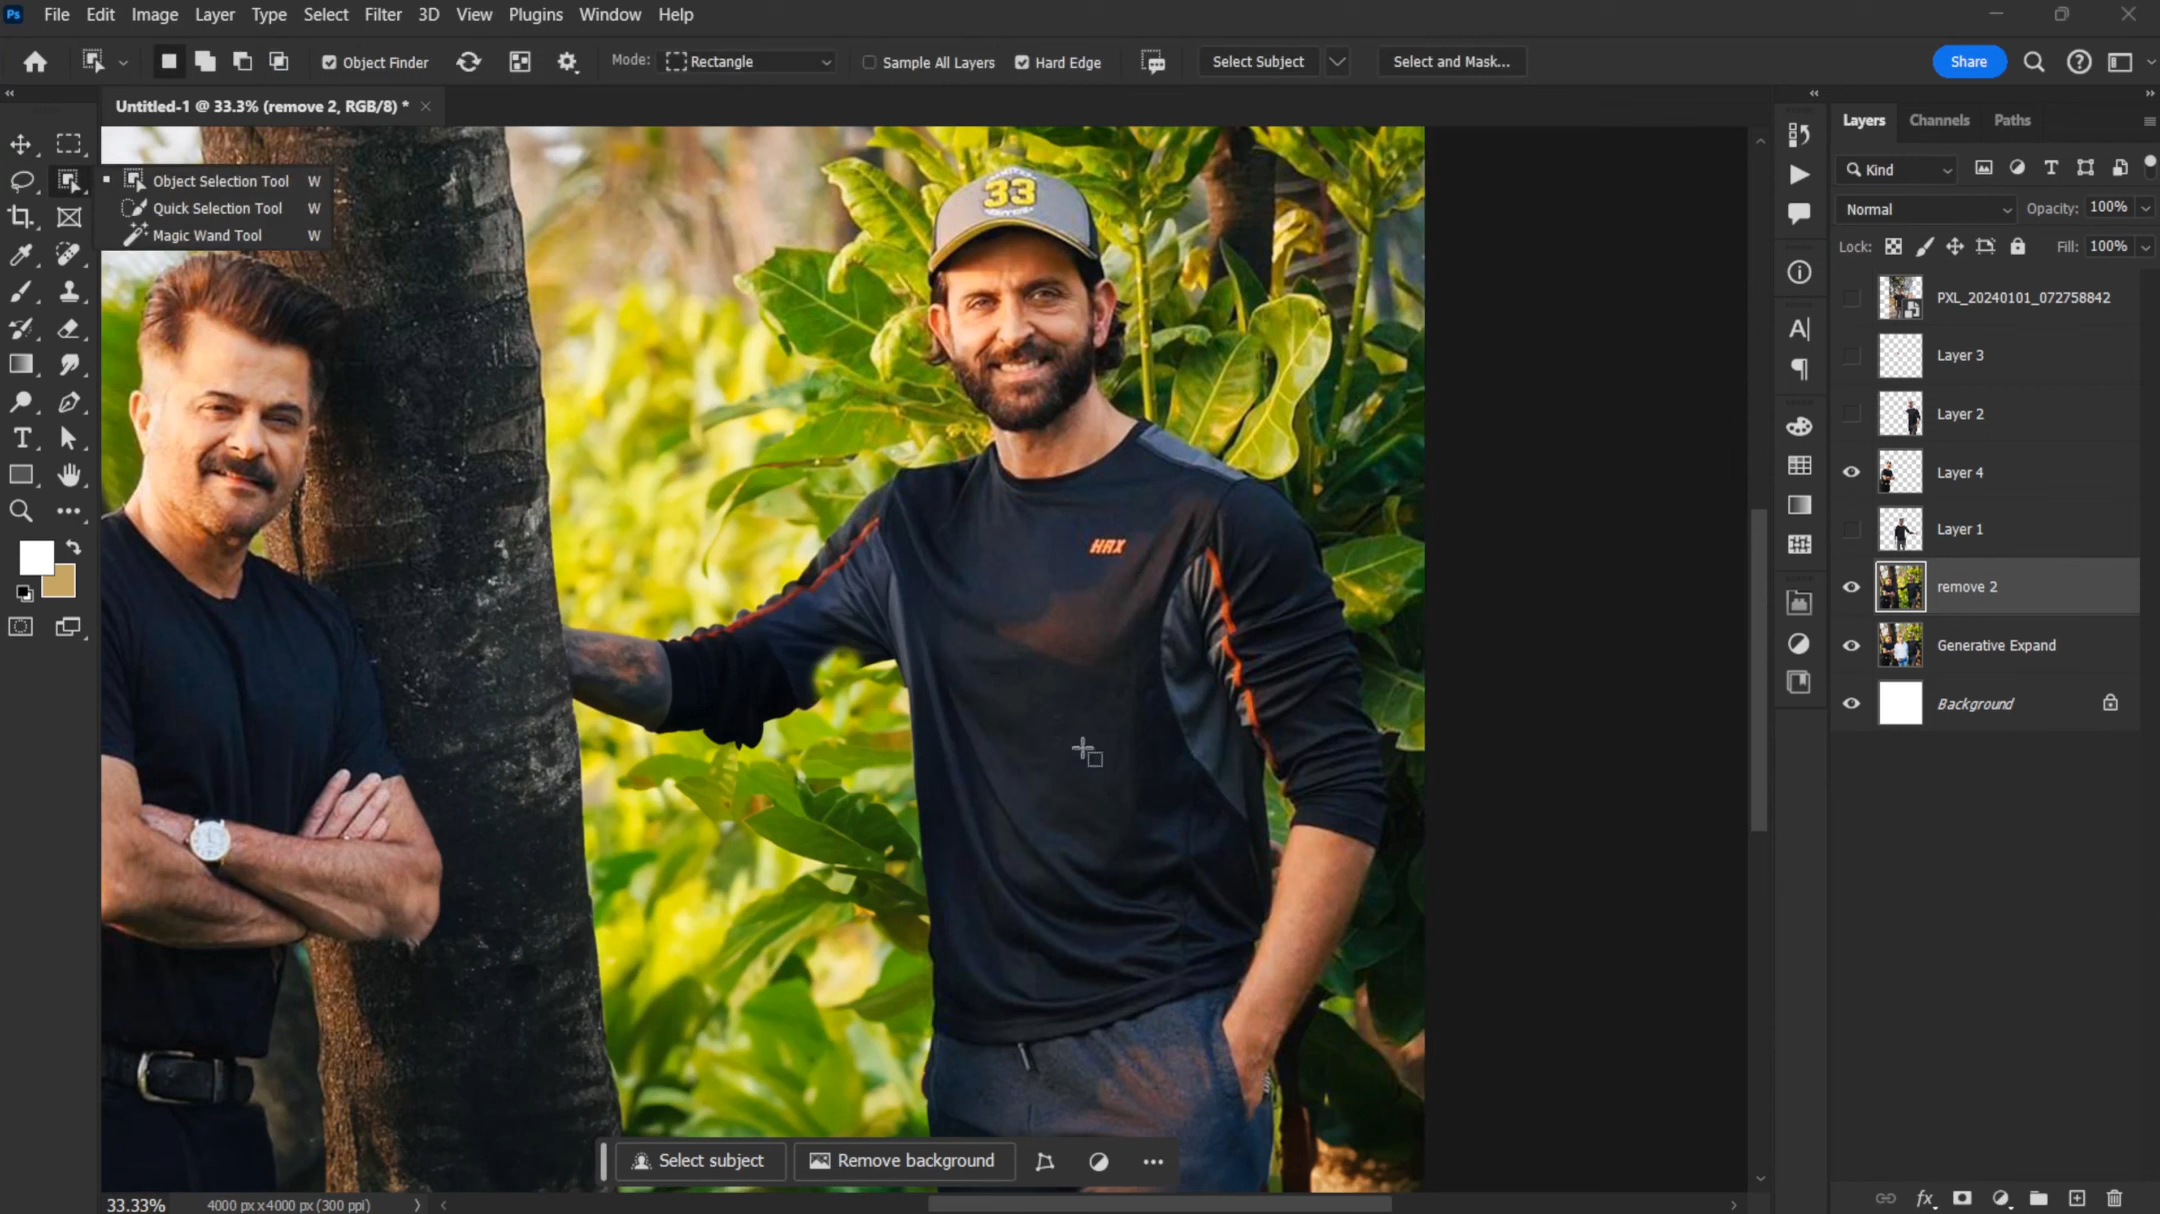 Ps File Edit Image Layer Type Select Filter 3D View Plugins Window Help
Object Finder Mode: Rectangle Sample All Layers Hard Edge Select Subject Select and Mask... Share
Untitled-1 @ 33.3% (remove 2, RGB/8) *
Object Selection Tool W
Quick Selection Tool W
Magic Wand Tool W
33
HRX
Select subject Remove background
33.33% 4000 px x 4000 px (300 ppi)
Layers Channels Paths
Kind
Normal Opacity: 100%
Lock: Fill: 100%
PXL_20240101_072758842
Layer 3
Layer 2
Layer 4
Layer 1
remove 2
Generative Expand
Background
fx